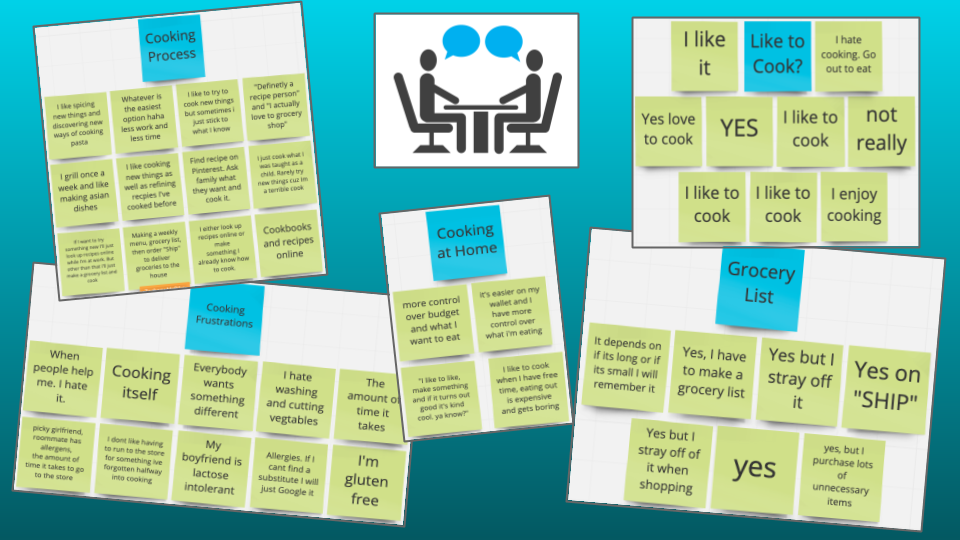 Cooking
Process
I like spicing
new things and
discovering new
ways of cooking
pasta
Whatever is
the easiest
option haha
less work and
less time
I like to try to
cook new things
but sometimes i
just stick to
what I know
"Definetly a
recipe person"
and "I actually
love to grocery
shop"
I grill once a
week and like
making asian
dishes
I like cooking
new things as
well as refining
recpies I've
cooked before
Find recipe on
Pinterest. Ask
family what
they want and
cook it.
I just cook what I
was taught as a
child. Rarely try
new things cuz im
a terrible cook
If I want to try
something new I'll just
look up recipes online
while I'm at work. But
other than that I'll just
make a grocery list and
cook
Making a weekly
menu, grocery list,
then order "Ship"
to deliver
groceries to the
house
I either look up
recipes online or
make
something I
already know how
to cook.
Cookbooks
and recipes
online
I like
it
Like to
Cook?
I hate
cooking. Go
out to eat
Yes love
to cook
YES
I like to
cook
not
really
I like to
cook
I like to
cook
I enjoy
cooking
Cooking
at Home
more control
over budget
and what I
want to eat
it's easier on my
wallet and I
have more
control over
what i'm eating
"I like to like,
make something
and if it turns out
good it's kind
cool, ya know?"
I like to cook
when I have free
time, eating out
is expensive
and gets boring
Cooking
Frustrations
When
people help
me. I hate
it.
Cooking
itself
Everybody
wants
something
different
I hate
washing
and cutting
vegtables
The
amount of
time it
takes
picky girlfriend,
roommate has
allergens,
the amount of
time it takes to go
to the store
I dont like having
to run to the store
for something ive
forgotten halfway
into cooking
My
boyfriend is
lactose
intolerant
Allergies. If I
cant find a
substitute I will
just Google it
I'm
gluten
free
Grocery
List
It depends on
if its long or if
its small I will
remember it
Yes, I have
to make a
grocery list
Yes but I
stray off
it
Yes on
"SHIP"
Yes but I
stray off of
it when
shopping
yes
yes, but I
purchase lots
of
unnecessary
items